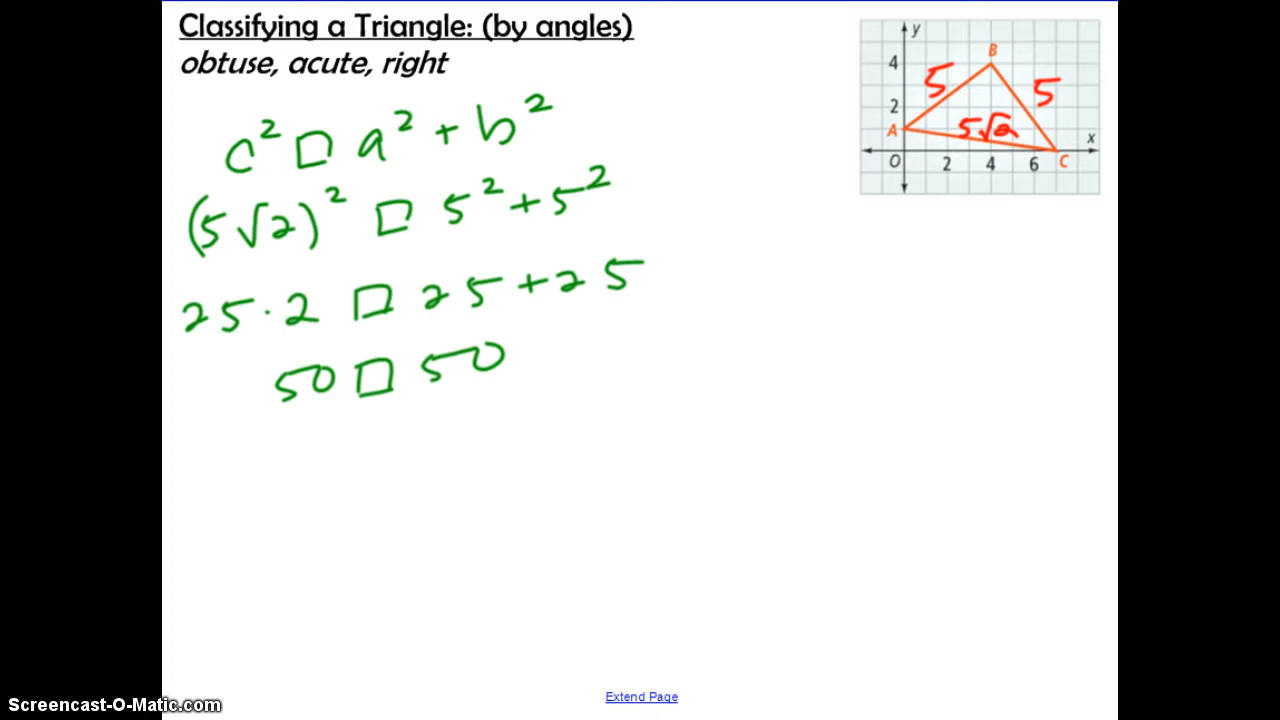 Classifying a Triangle: (by angles)
obtuse, acute, right
c² □ a² + b²
(5√2)² □ 5² + 5²
25 · 2 □ 25 + 25
50 □ 50
y
B
4
5
5
2
A
5√2
x
O
2
4
6
C
Extend Page
Screencast-O-Matic.com